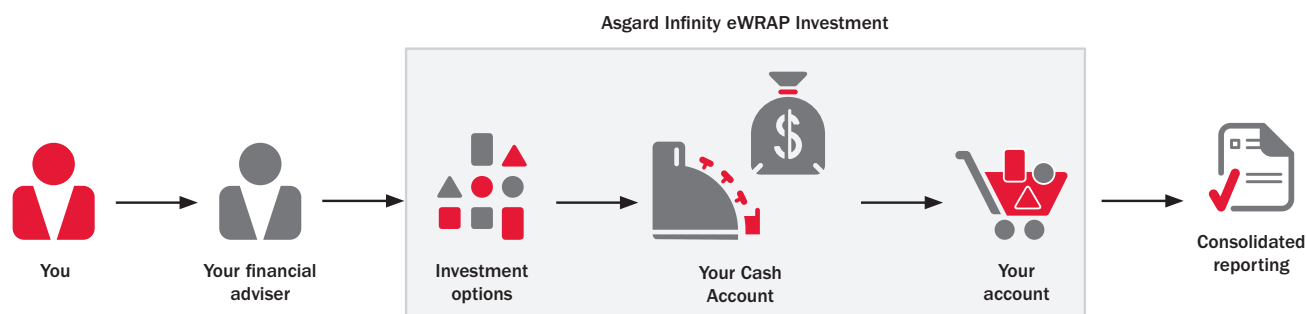 Asgard Infinity eWRAP Investment
$
You
Your financial
adviser
Investment
options
Your Cash
Account
Your
account
Consolidated
reporting